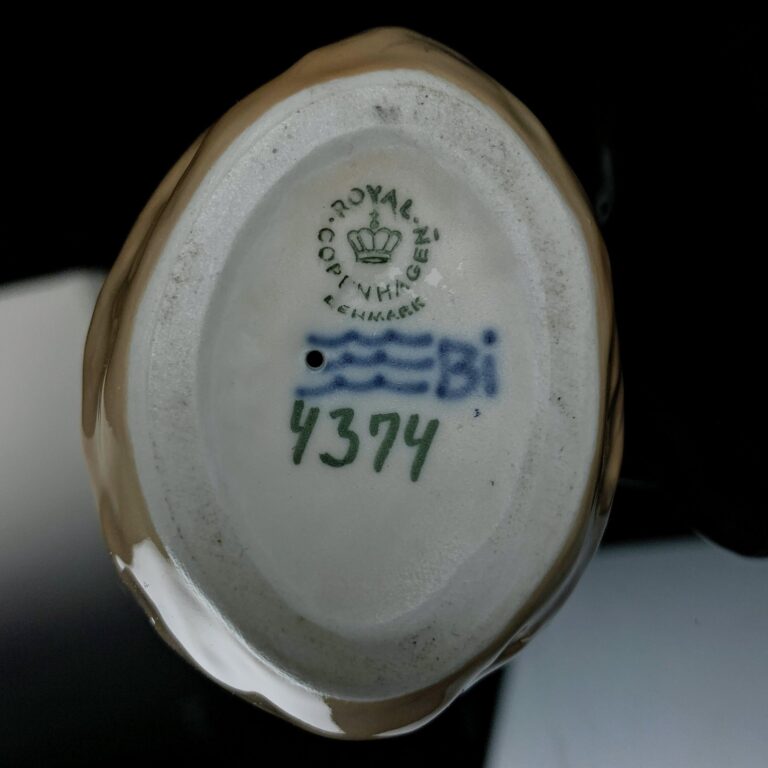 ROYAL
COPENHAGEN
DENMARK
Bi
4374